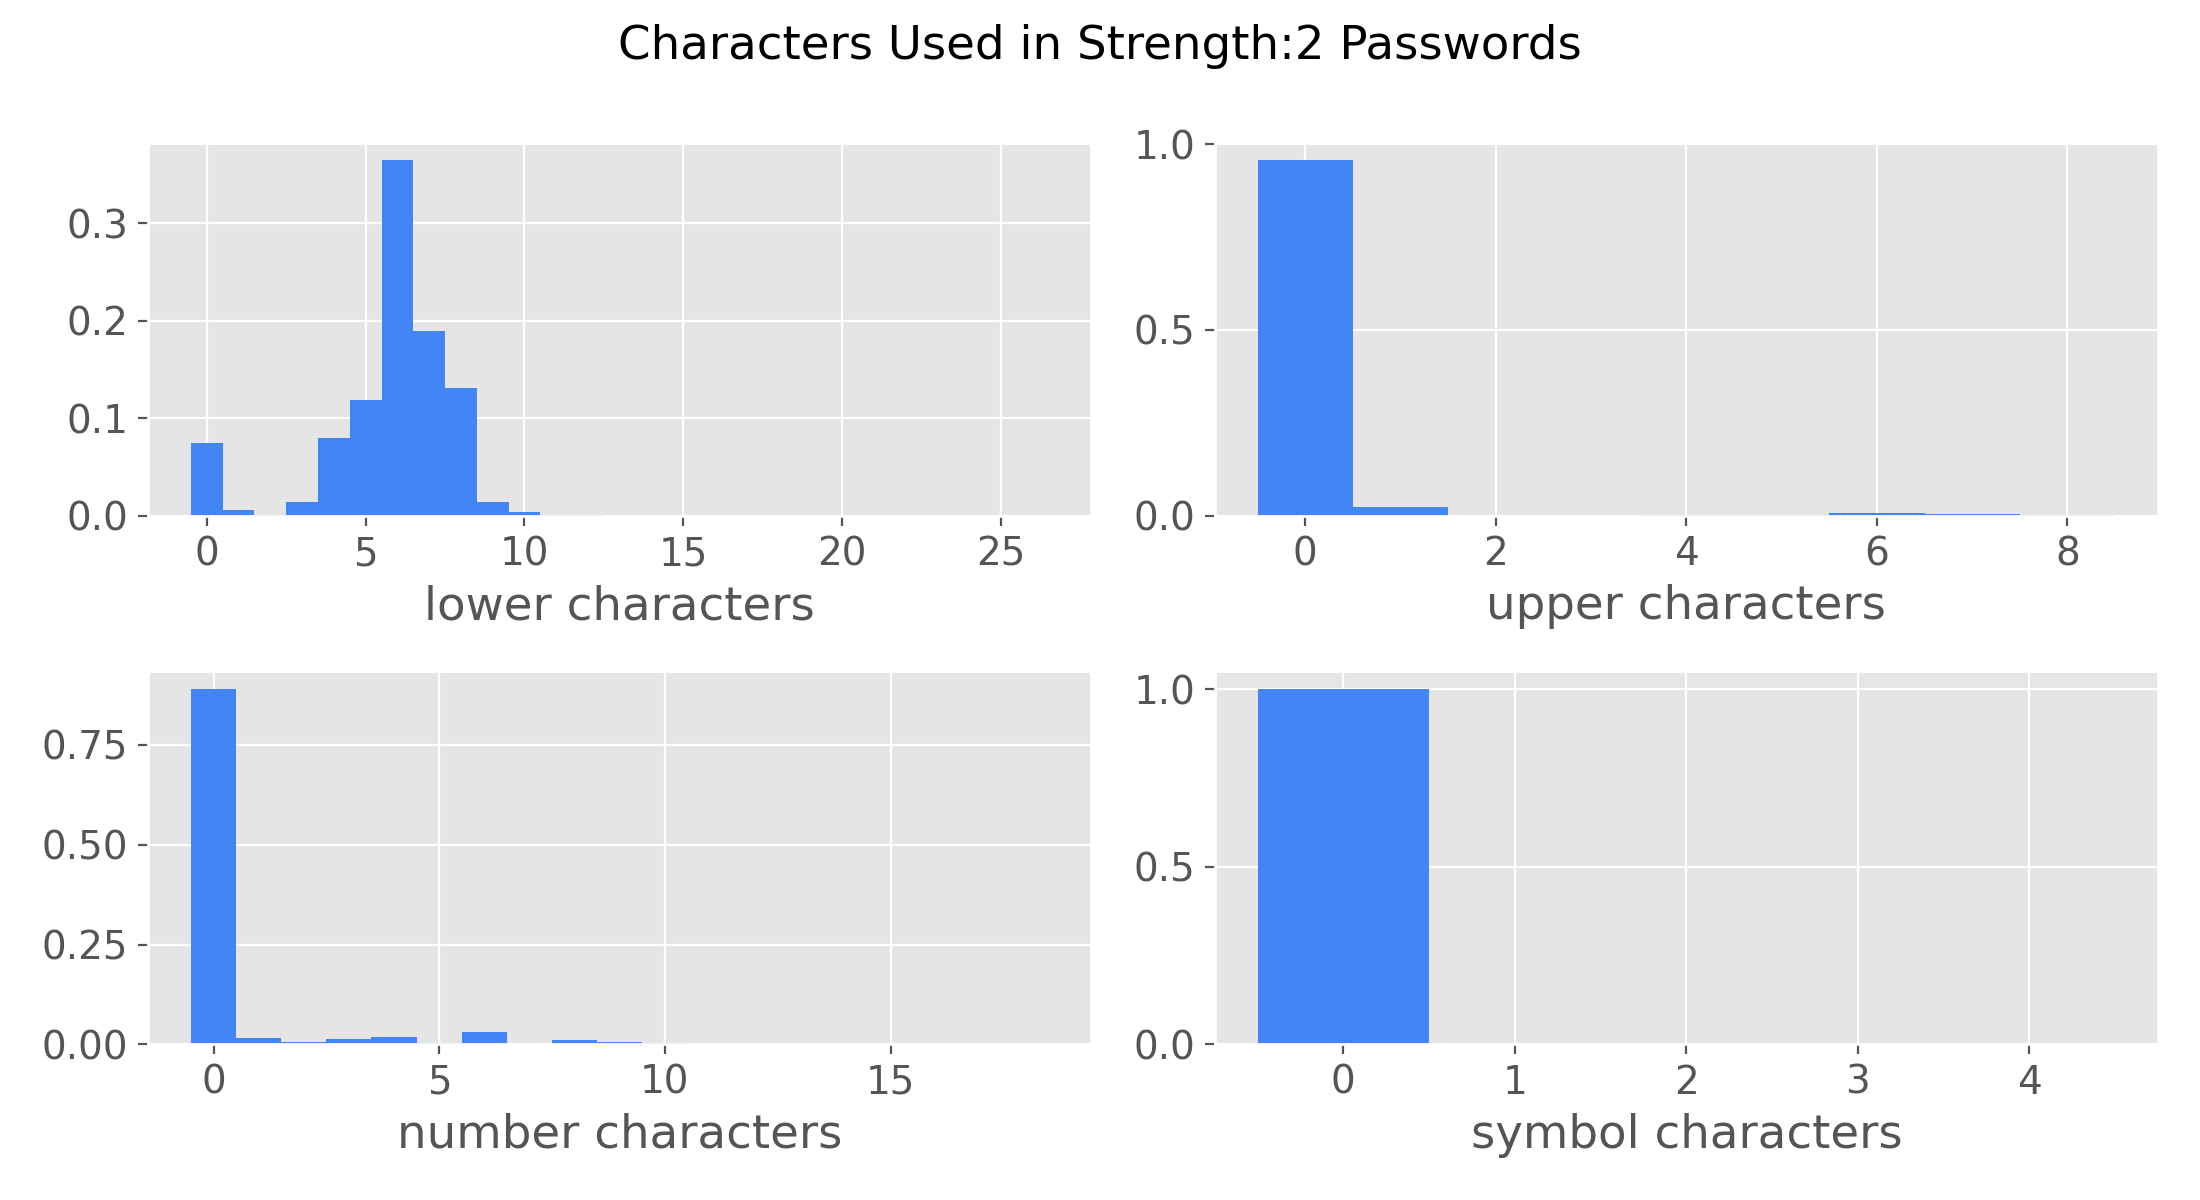 Characters Used in Strength:2 Passwords
0.3
0.2
0.1
0.0
0 5 10 15 20 25
lower characters
1.0
0.5
0.0
0 2 4 6 8
upper characters
0.75
0.50
0.25
0.00
0 5 10 15
number characters
1.0
0.5
0.0
0 1 2 3 4
symbol characters